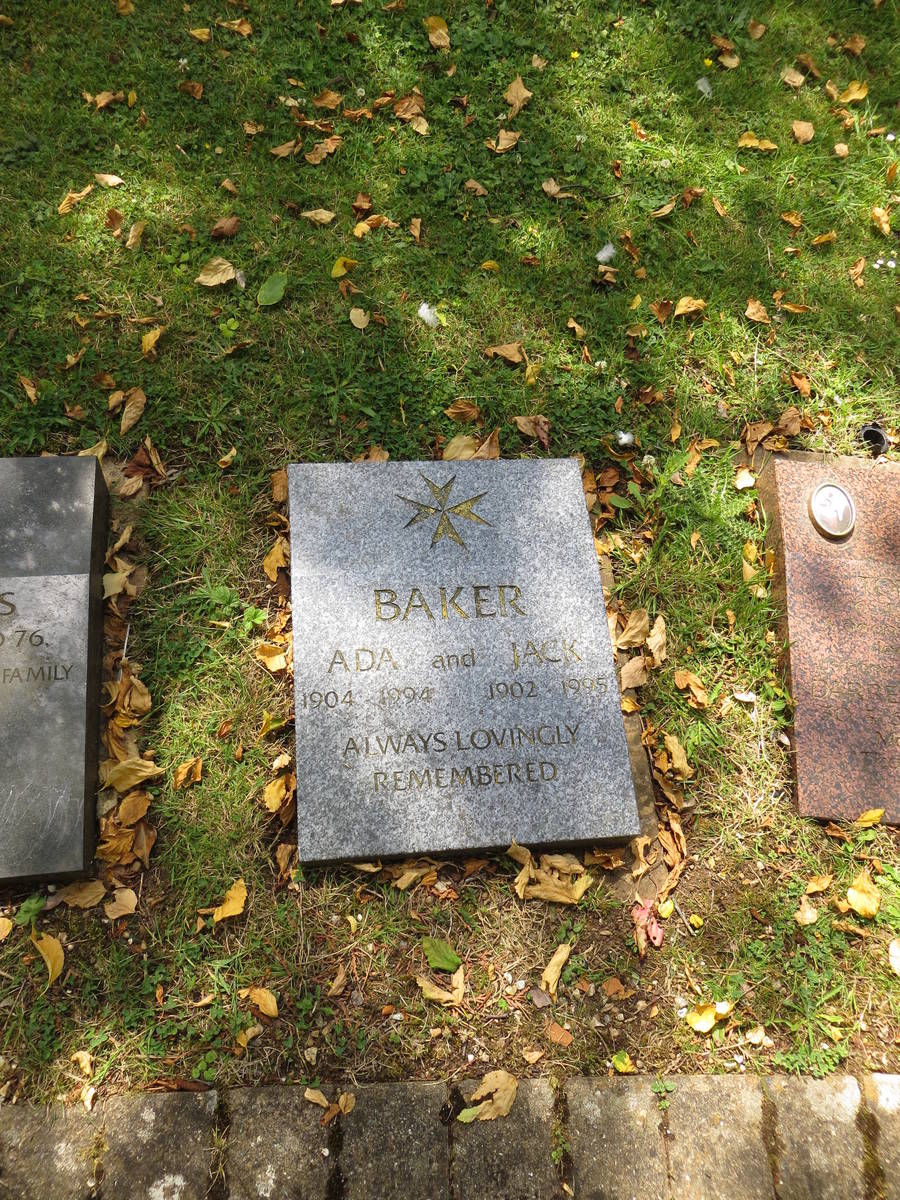 S
76.
FAMILY
BAKER
ADA and JACK
1904 - 1994 1902 - 1995
ALWAYS LOVINGLY
REMEMBERED